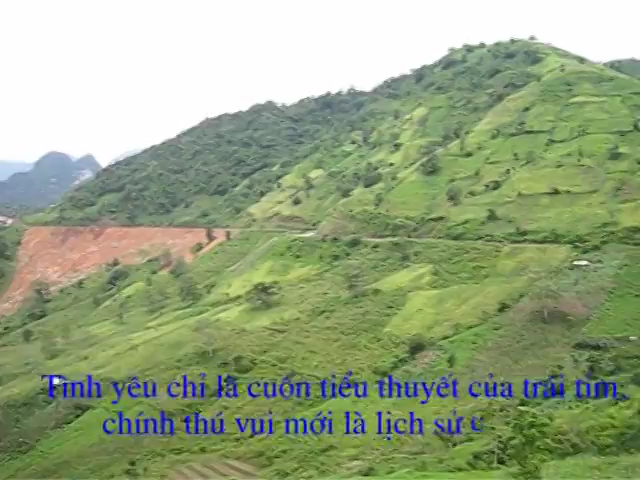 Tình yêu chỉ là cuốn tiểu thuyết của trái tim,
chính thú vui mới là lịch sử c